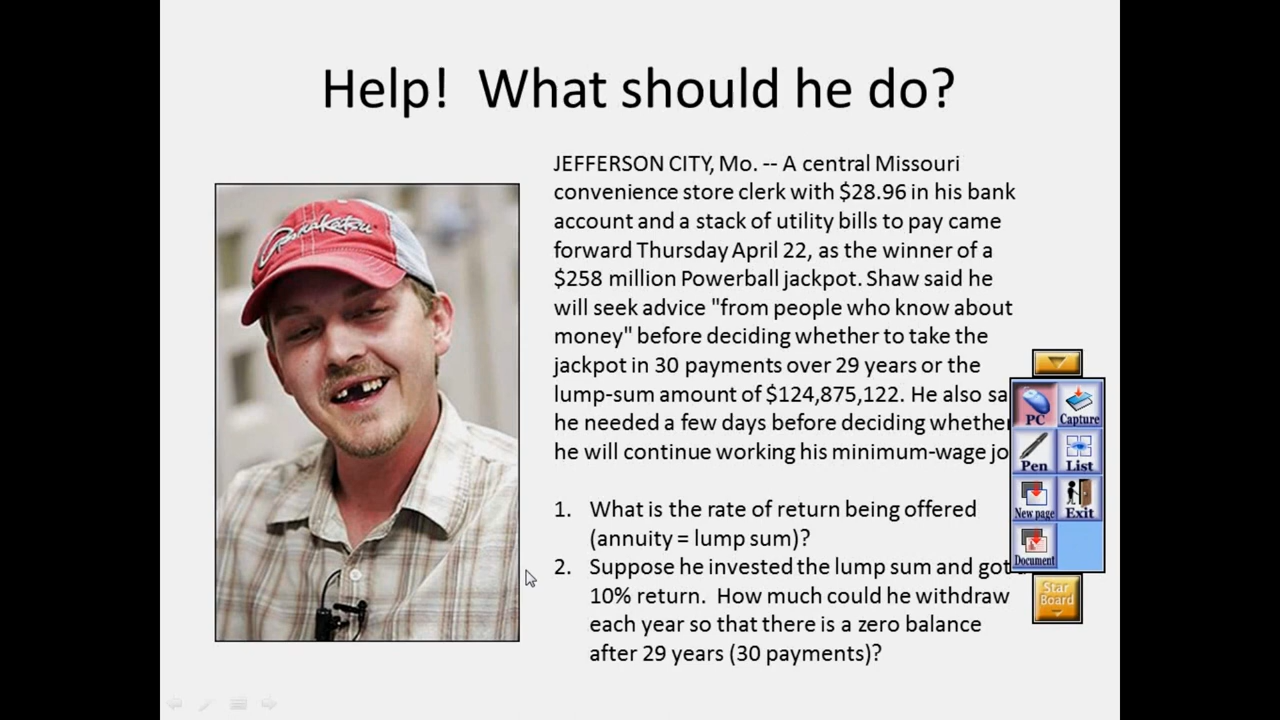 Help! What should he do?
JEFFERSON CITY, Mo. -- A central Missouri
convenience store clerk with $28.96 in his bank
account and a stack of utility bills to pay came
forward Thursday April 22, as the winner of a
$258 million Powerball jackpot. Shaw said he
will seek advice "from people who know about
money" before deciding whether to take the
jackpot in 30 payments over 29 years or the
lump-sum amount of $124,875,122. He also sa
he needed a few days before deciding whether
he will continue working his minimum-wage jo
1. What is the rate of return being offered
(annuity = lump sum)?
2. Suppose he invested the lump sum and got
10% return. How much could he withdraw
each year so that there is a zero balance
after 29 years (30 payments)?
PC Capture
Pen List
New page Exit
Document
Star
Board